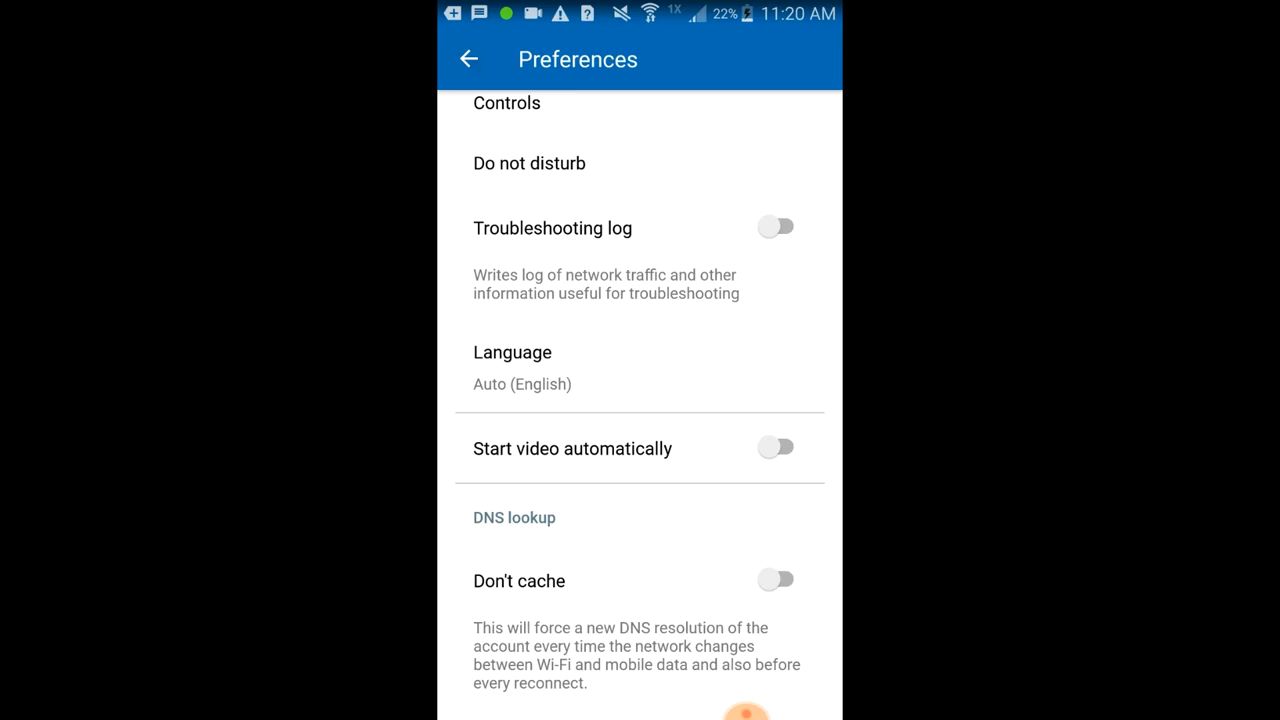 1X 22% 11:20 AM
Preferences
Controls
Do not disturb
Troubleshooting log
Writes log of network traffic and other
information useful for troubleshooting
Language
Auto (English)
Start video automatically
DNS lookup
Don't cache
This will force a new DNS resolution of the
account every time the network changes
between Wi-Fi and mobile data and also before
every reconnect.